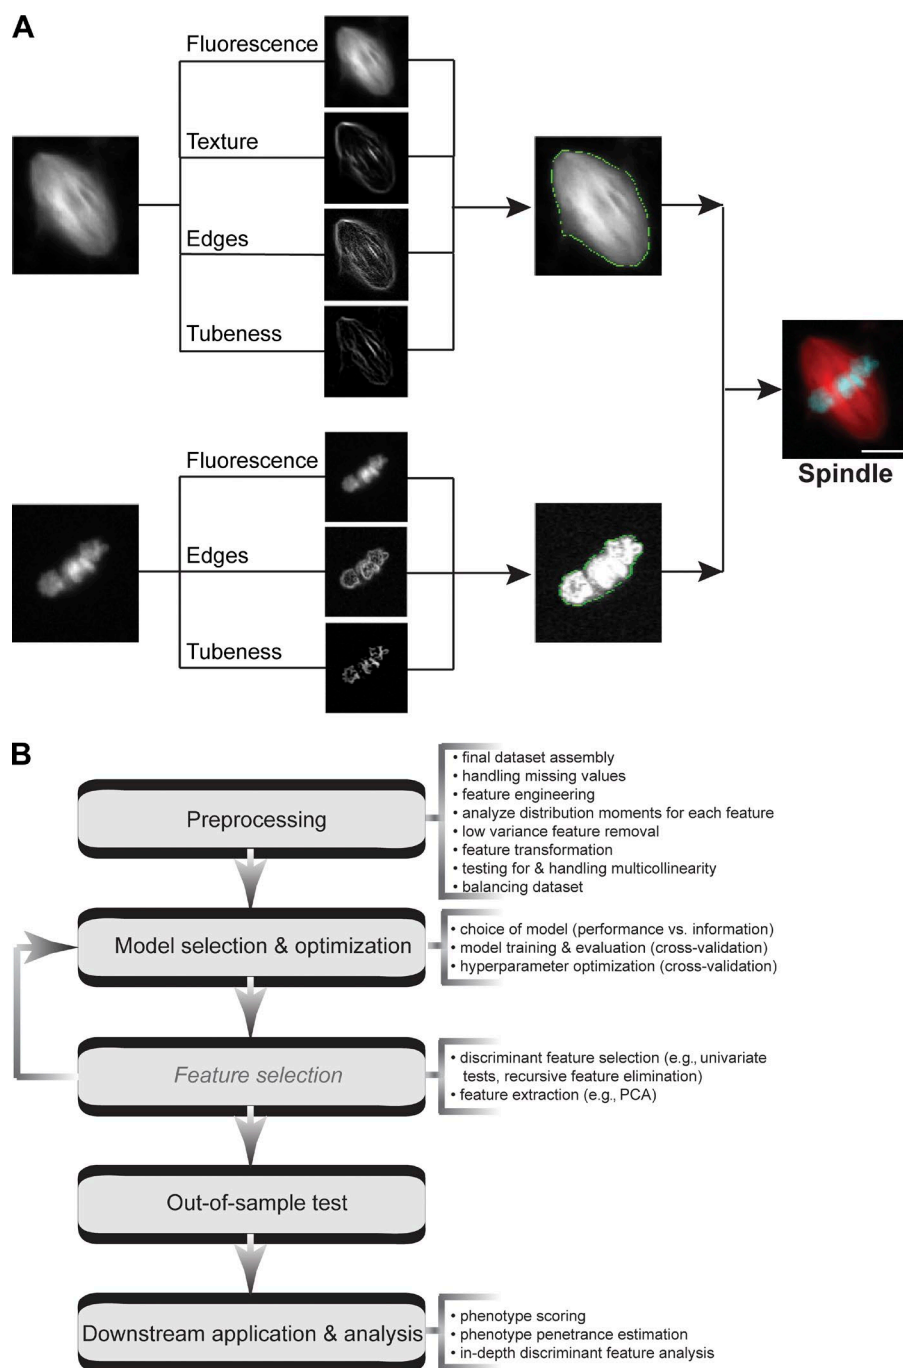 A
Fluorescence
Texture
Edges
Tubeness
Fluorescence
Edges
Tubeness
Spindle
B
Preprocessing
• final dataset assembly
• handling missing values
• feature engineering
• analyze distribution moments for each feature
• low variance feature removal
• feature transformation
• testing for & handling multicollinearity
• balancing dataset
Model selection & optimization
• choice of model (performance vs. information)
• model training & evaluation (cross-validation)
• hyperparameter optimization (cross-validation)
Feature selection
• discriminant feature selection (e.g., univariate
tests, recursive feature elimination)
• feature extraction (e.g., PCA)
Out-of-sample test
Downstream application & analysis
• phenotype scoring
• phenotype penetrance estimation
• in-depth discriminant feature analysis